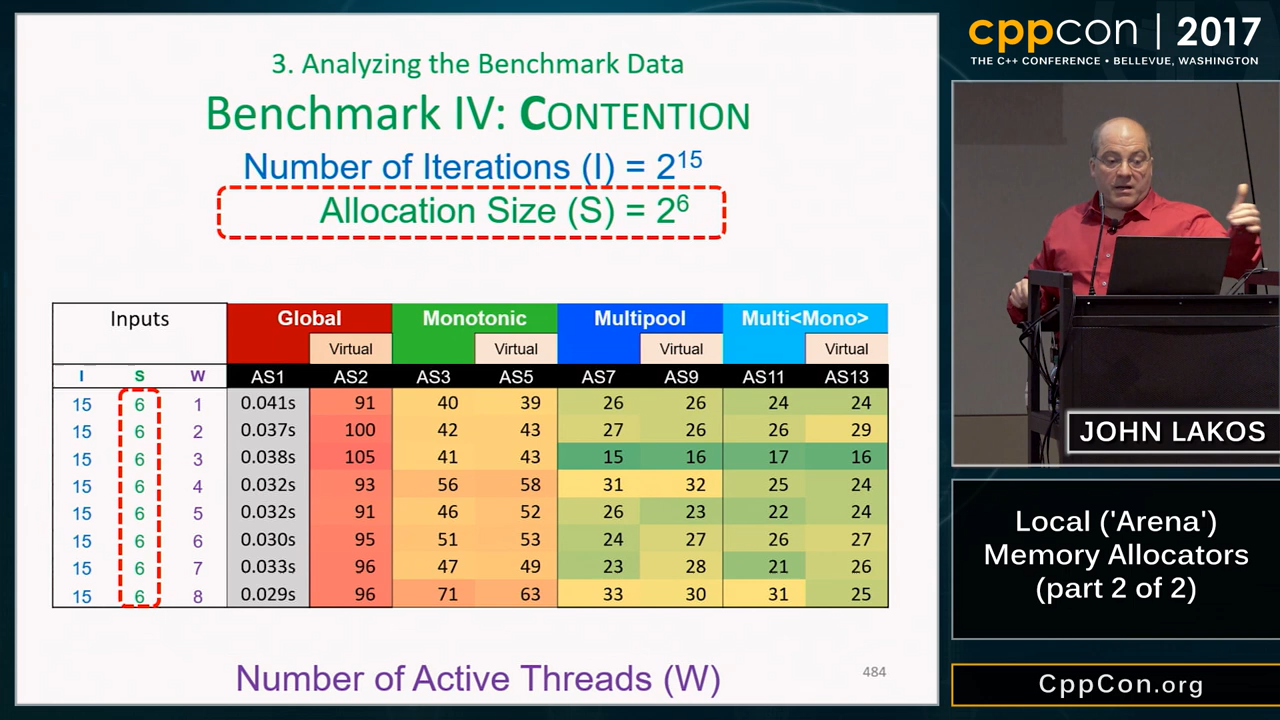 3. Analyzing the Benchmark Data
Benchmark IV: CONTENTION
Number of Iterations (I) = 2¹⁵
Allocation Size (S) = 2⁶
Inputs Global Monotonic Multipool Multi<Mono>
Virtual Virtual Virtual Virtual
I S W AS1 AS2 AS3 AS5 AS7 AS9 AS11 AS13
15 6 1 0.041s 91 40 39 26 26 24 24
15 6 2 0.037s 100 42 43 27 26 26 29
15 6 3 0.038s 105 41 43 15 16 17 16
15 6 4 0.032s 93 56 58 31 32 25 24
15 6 5 0.032s 91 46 52 26 23 22 24
15 6 6 0.030s 95 51 53 24 27 26 27
15 6 7 0.033s 96 47 49 23 28 21 26
15 6 8 0.029s 96 71 63 33 30 31 25
Number of Active Threads (W)
484
cppcon | 2017
THE C++ CONFERENCE • BELLEVUE, WASHINGTON
JOHN LAKOS
Local ('Arena')
Memory Allocators
(part 2 of 2)
CppCon.org